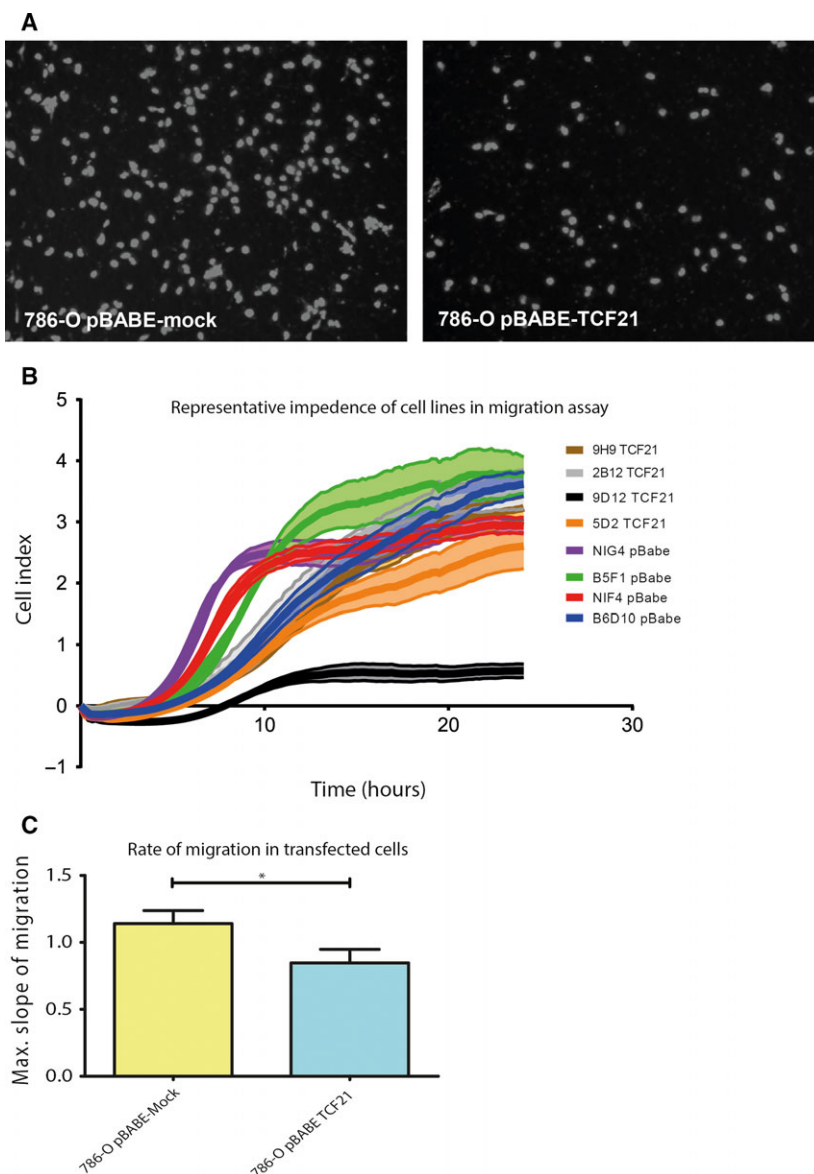 A
786-O pBABE-mock
786-O pBABE-TCF21
B
Representative impedence of cell lines in migration assay
5
4
3
2
1
0
–1
Cell index
10
20
30
Time (hours)
9H9 TCF21
2B12 TCF21
9D12 TCF21
5D2 TCF21
NIG4 pBabe
B5F1 pBabe
NIF4 pBabe
B6D10 pBabe
C
Rate of migration in transfected cells
*
1.5
1.0
0.5
0.0
Max. slope of migration
786-O pBABE-Mock
786-O pBABE TCF21